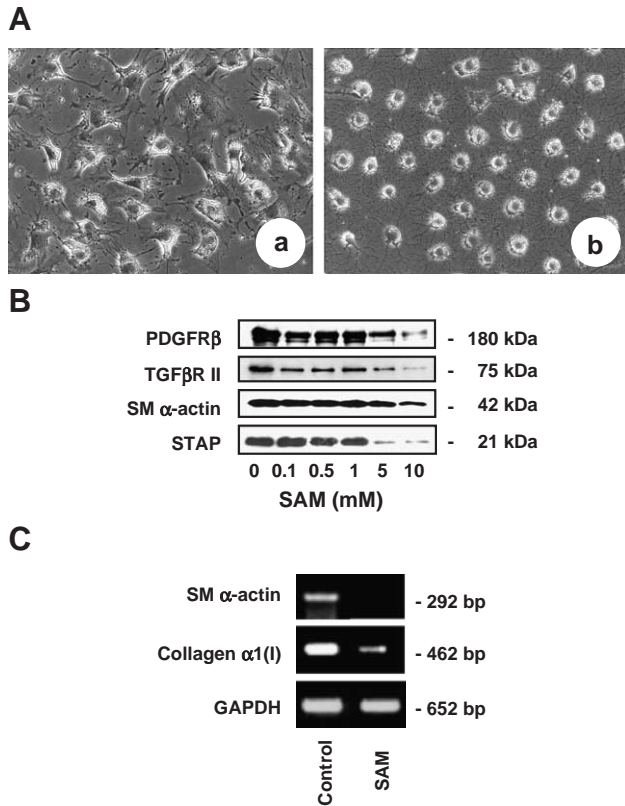 A
a
b
B
PDGFRβ - 180 kDa
TGFβR II - 75 kDa
SM α-actin - 42 kDa
STAP - 21 kDa
0 0.1 0.5 1 5 10
SAM (mM)
C
SM α-actin - 292 bp
Collagen α1(I) - 462 bp
GAPDH - 652 bp
Control SAM